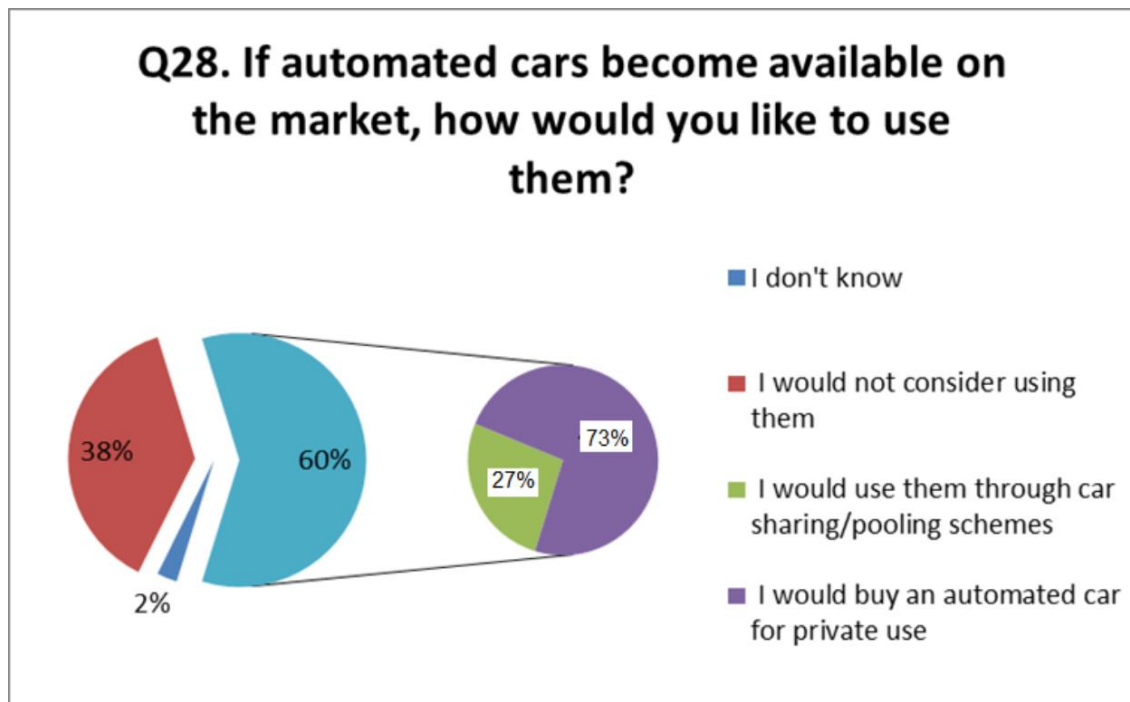 Q28. If automated cars become available on
the market, how would you like to use
them?
38%
60%
2%
73%
27%
I don't know
I would not consider using
them
I would use them through car
sharing/pooling schemes
I would buy an automated car
for private use